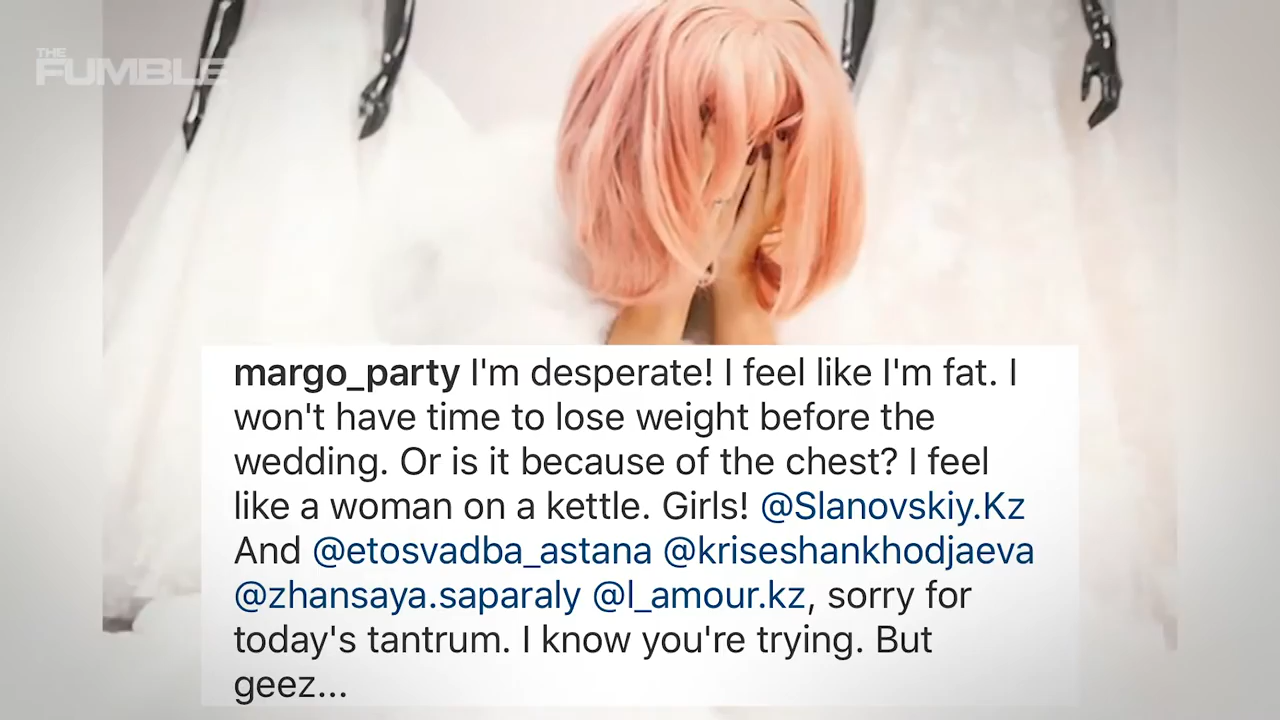 THE
FUMBLE
margo_party I'm desperate! I feel like I'm fat. I
won't have time to lose weight before the
wedding. Or is it because of the chest? I feel
like a woman on a kettle. Girls! @Slanovskiy.Kz
And @etosvadba_astana @kriseshankhodjaeva
@zhansaya.saparaly @l_amour.kz, sorry for
today's tantrum. I know you're trying. But
geez...